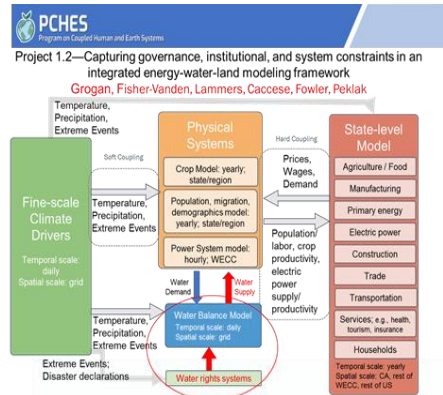 PCHES
Program on Coupled Human and Earth Systems
Project 1.2—Capturing governance, institutional, and system constraints in an
integrated energy-water-land modeling framework
Grogan, Fisher-Vanden, Lammers, Caccese, Fowler, Peklak
Temperature,
Precipitation,
Extreme Events
Fine-scale
Climate
Drivers
Temporal scale:
daily
Spatial scale: grid
Soft Coupling
Temperature,
Precipitation,
Extreme Events
Physical
Systems
Crop Model: yearly;
state/region
Population, migration,
demographics model:
yearly; state/region
Power System model:
hourly; WECC
Hard Coupling
Prices,
Wages,
Demand
Population/
labor, crop
productivity,
electric
power
supply/
productivity
State-level
Model
Agriculture / Food
Manufacturing
Primary energy
Electric power
Construction
Trade
Transportation
Services; e.g., health,
tourism, insurance
Households
Temporal scale: yearly
Spatial scale: CA, rest of
WECC, rest of US
Water
Demand
Water
Supply
Water Balance Model
Temporal scale: daily
Spatial scale: grid
Temperature,
Precipitation,
Extreme Events
Extreme Events;
Disaster declarations
Water rights systems